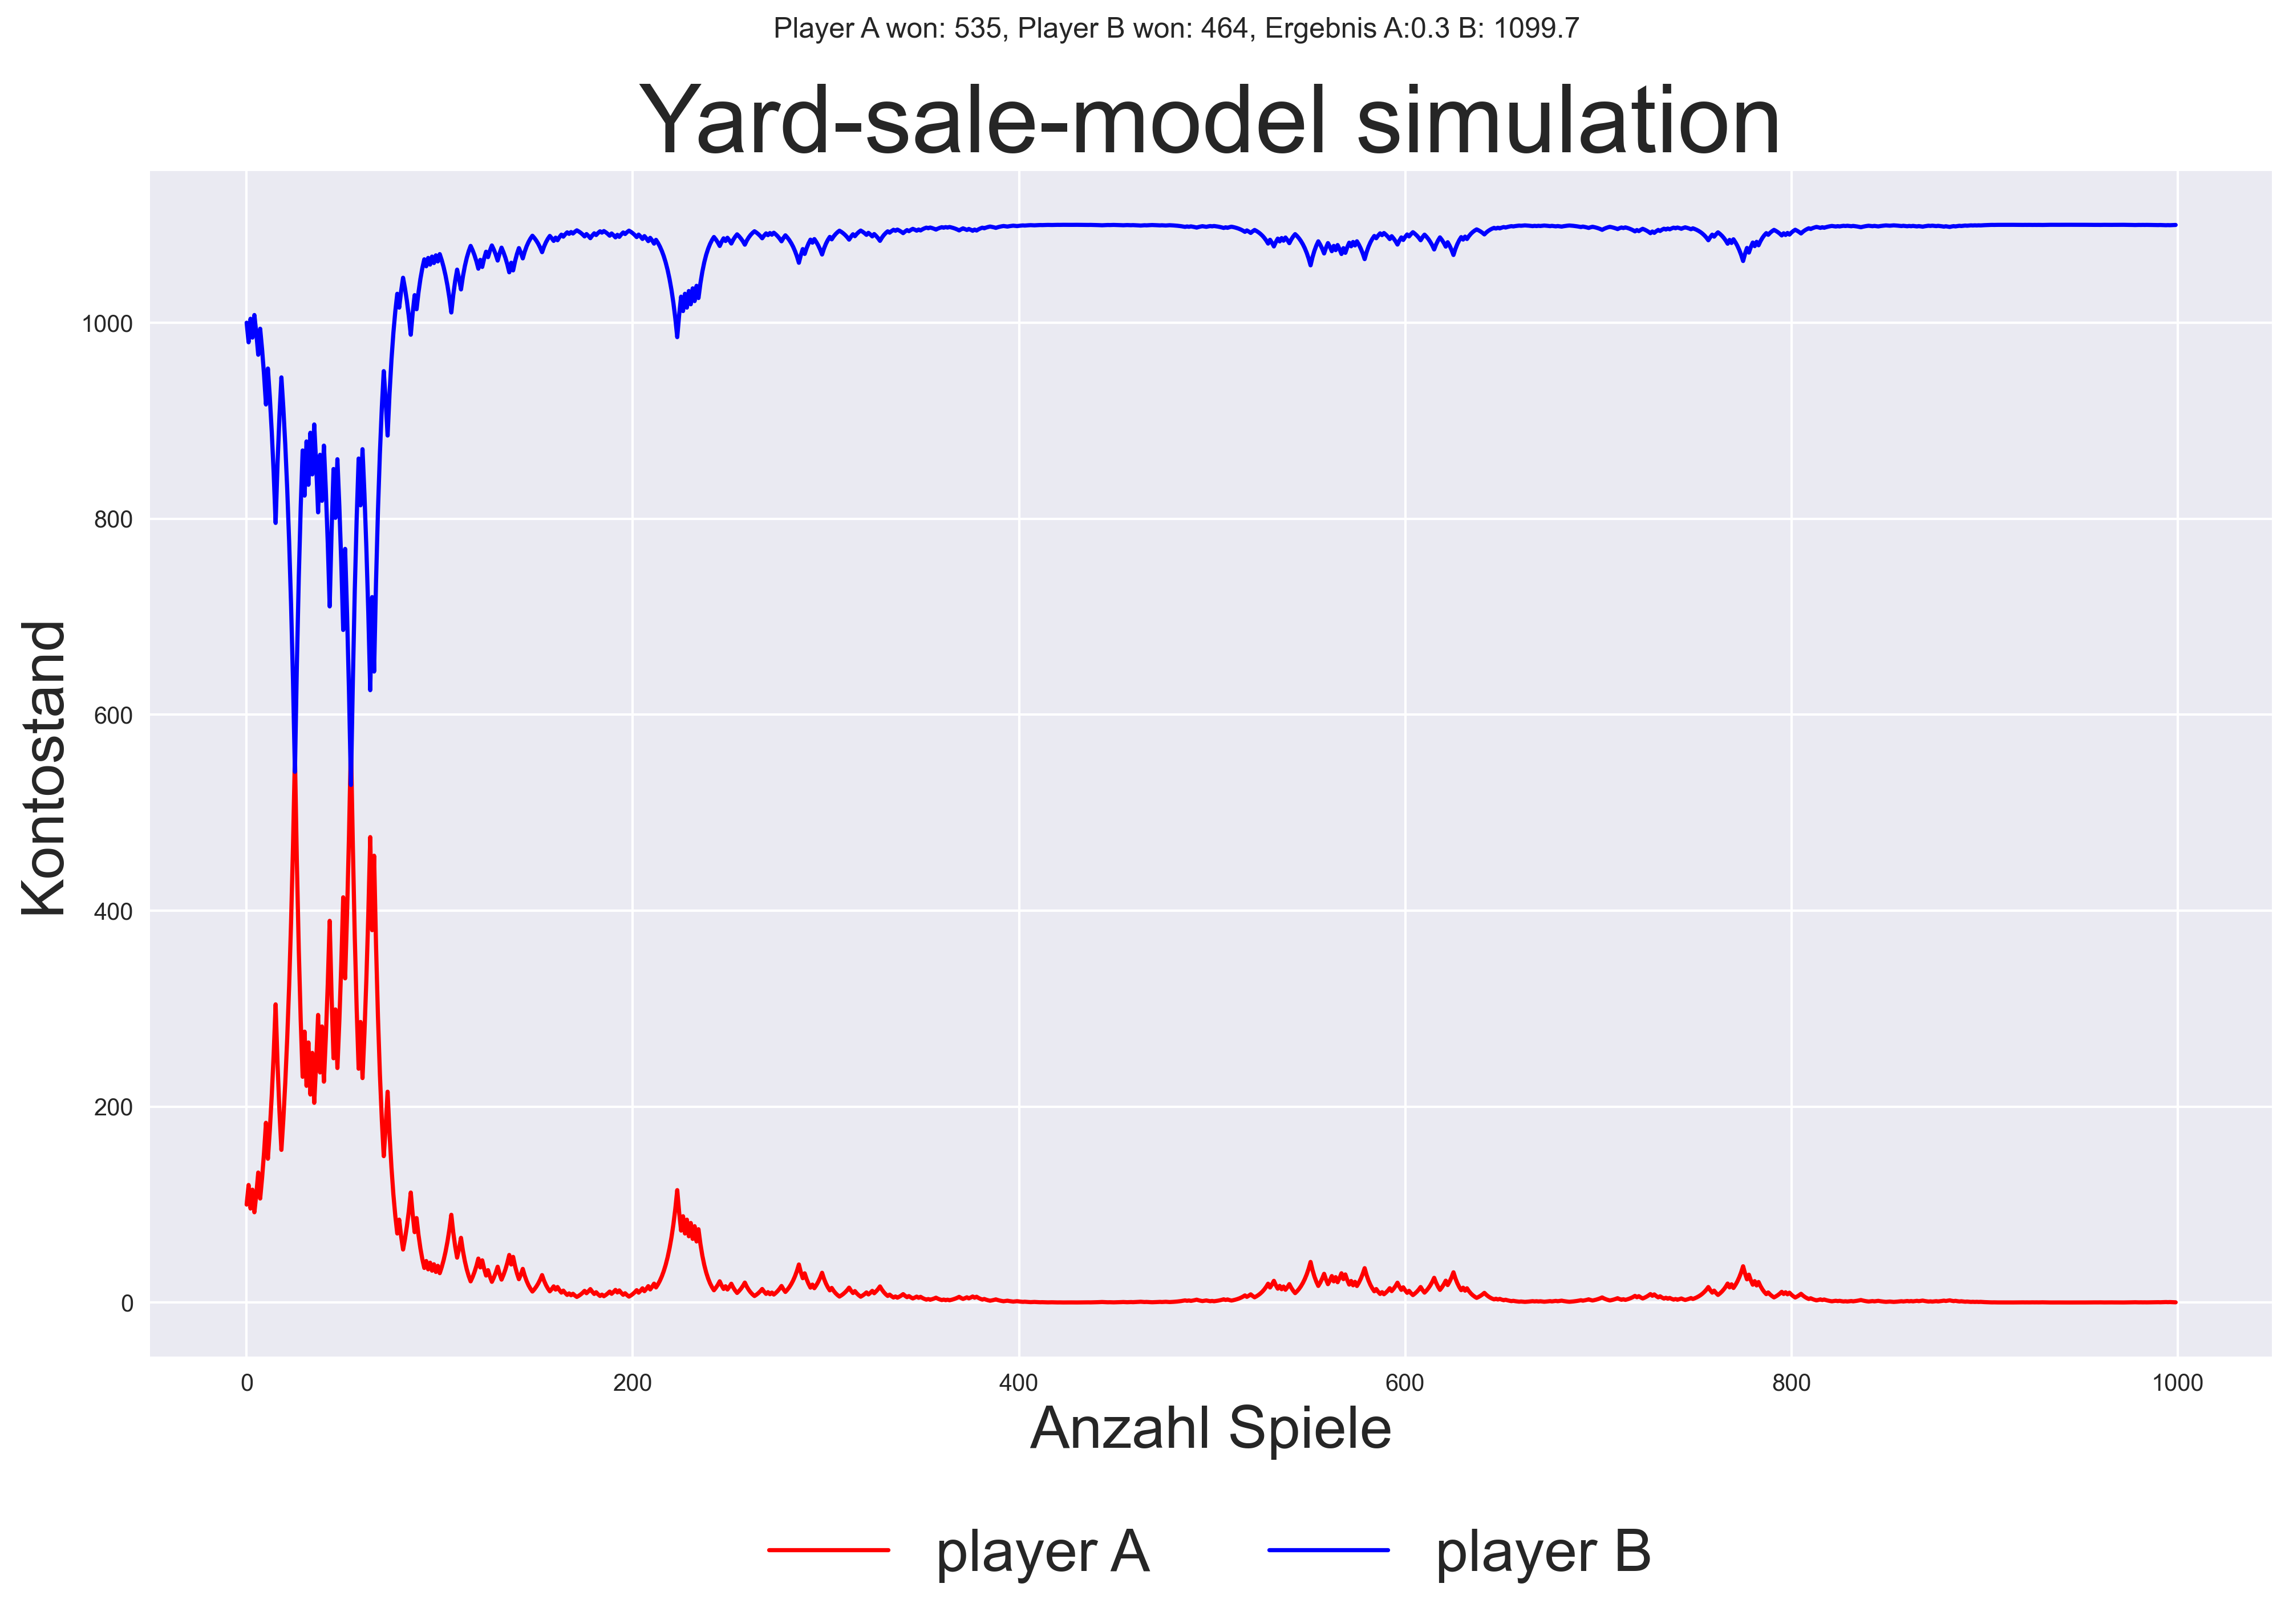 Player A won: 535, Player B won: 464, Ergebnis A:0.3 B: 1099.7
Yard-sale-model simulation
Kontostand
1000
800
600
400
200
0
0 200 400 600 800 1000
Anzahl Spiele
player A player B